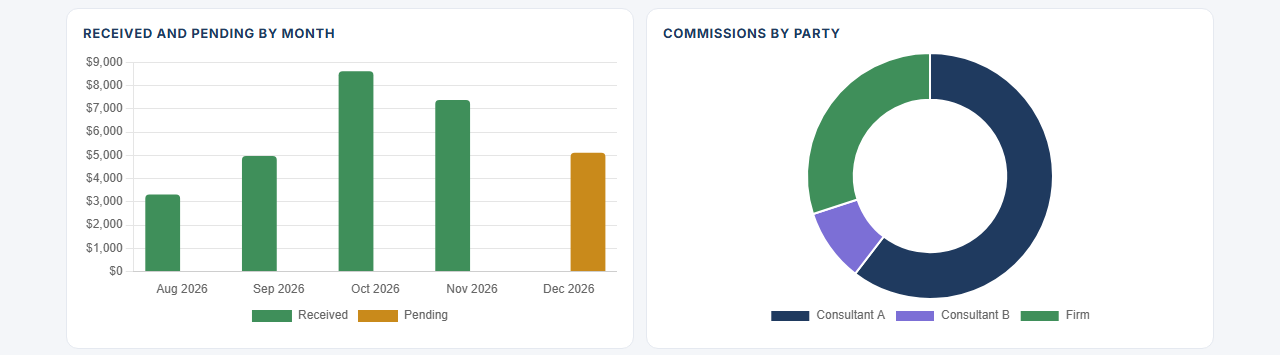 RECEIVED AND PENDING BY MONTH
$9,000
$8,000
$7,000
$6,000
$5,000
$4,000
$3,000
$2,000
$1,000
$0
Aug 2026 Sep 2026 Oct 2026 Nov 2026 Dec 2026
Received Pending
COMMISSIONS BY PARTY
Consultant A Consultant B Firm